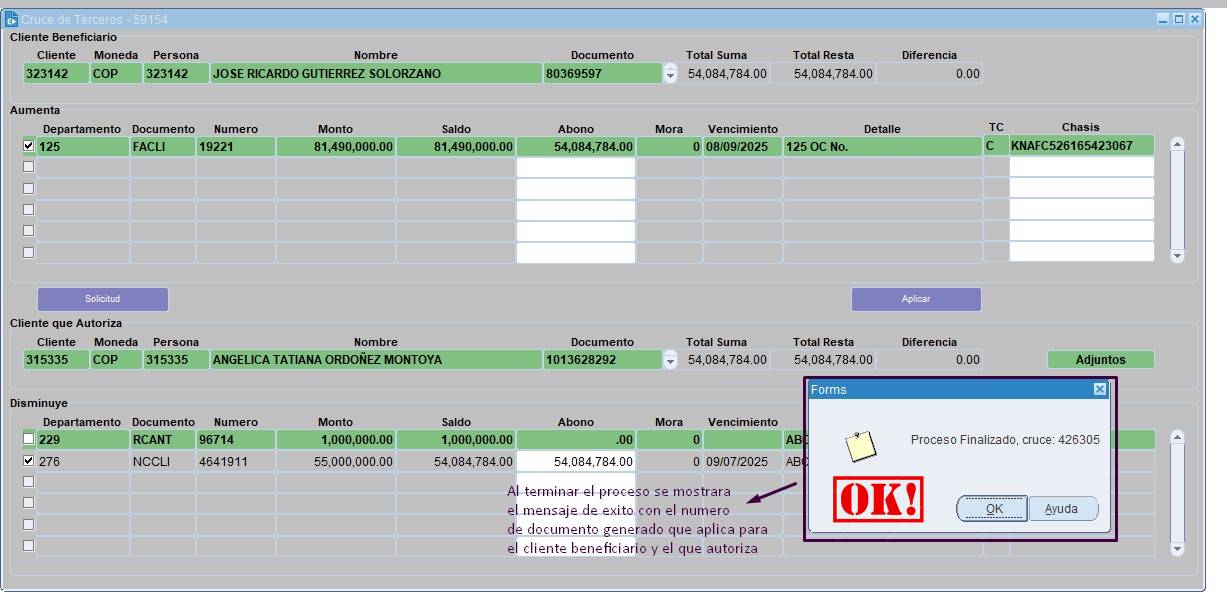 Cruce de Terceros - 59154
Cliente Beneficiario
Cliente Moneda Persona Nombre Documento Total Suma Total Resta Diferencia
323142 COP 323142 JOSE RICARDO GUTIERREZ SOLORZANO 80369597 54,084,784.00 54,084,784.00 0.00
Aumenta
Departamento Documento Numero Monto Saldo Abono Mora Vencimiento Detalle TC Chasis
125 FACLI 19221 81,490,000.00 81,490,000.00 54,084,784.00 0 08/09/2025 125 OC No. C KNAFC526165423067
Solicitud Aplicar
Cliente que Autoriza
Cliente Moneda Persona Nombre Documento Total Suma Total Resta Diferencia
315335 COP 315335 ANGELICA TATIANA ORDOÑEZ MONTOYA 1013628292 54,084,784.00 54,084,784.00 0.00 Adjuntos
Disminuye
Departamento Documento Numero Monto Saldo Abono Mora Vencimiento
229 RCANT 96714 1,000,000.00 1,000,000.00 .00 0 ABO
276 NCCLI 4641911 55,000,000.00 54,084,784.00 54,084,784.00 0 09/07/2025 ABO
Forms
Proceso Finalizado, cruce: 426305
OK!
OK Ayuda
Al terminar el proceso se mostrara
el mensaje de exito con el numero
de documento generado que aplica para
el cliente beneficiario y el que autoriza